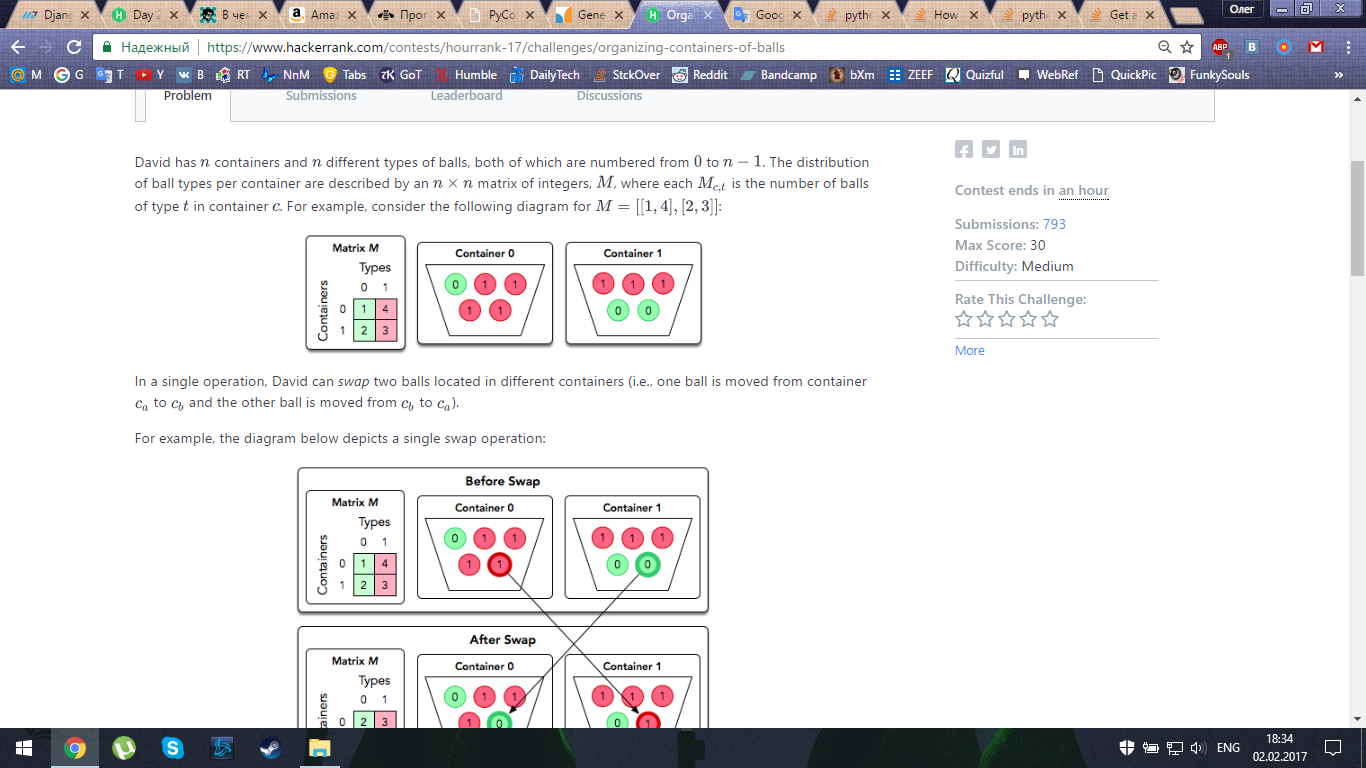 Djan Day В че Amaz Прог PyCo Gene Orga Goog pyth How pyth Get a Олег
Надежный https://www.hackerrank.com/contests/hourrank-17/challenges/organizing-containers-of-balls ABP 1 B
M G T Y B RT NnM Tabs GoT Humble DailyTech StckOver Reddit Bandcamp bXm ZEEF Quizful WebRef QuickPic FunkySouls »
Problem Submissions Leaderboard Discussions
David has n containers and n different types of balls, both of which are numbered from 0 to n − 1. The distribution
of ball types per container are described by an n × n matrix of integers, M, where each M_{c,t} is the number of balls
of type t in container c. For example, consider the following diagram for M = [[1, 4], [2, 3]]:
Matrix M
Types
0 1
Containers
0 1 4
1 2 3
Container 0
0 1 1
1 1
Container 1
1 1 1
0 0
In a single operation, David can swap two balls located in different containers (i.e., one ball is moved from container
c_a to c_b and the other ball is moved from c_b to c_a).
For example, the diagram below depicts a single swap operation:
Before Swap
Matrix M
Types
0 1
Containers
0 1 4
1 2 3
Container 0
0 1 1
1 1
Container 1
1 1 1
0 0
After Swap
Matrix M
Types
0 1
ainers
0 2 3
Container 0
0 1 1
1 0
Container 1
1 1 1
0 1
Contest ends in an hour
Submissions: 793
Max Score: 30
Difficulty: Medium
Rate This Challenge:
More
ENG
18:34
02.02.2017